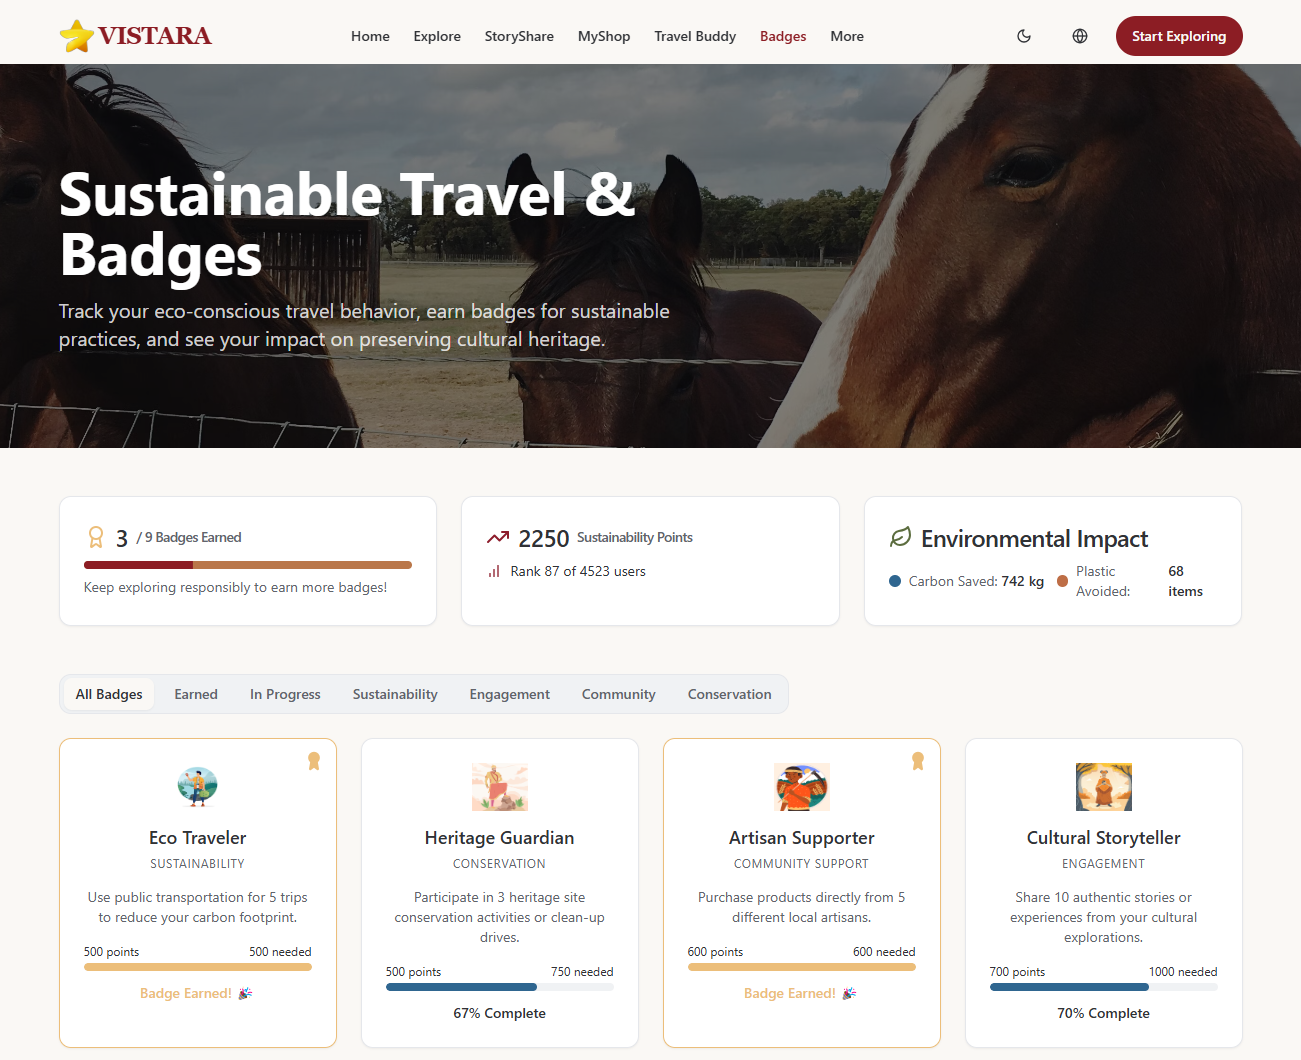 VISTARA
Home Explore StoryShare MyShop Travel Buddy Badges More
Start Exploring
Sustainable Travel &
Badges
Track your eco-conscious travel behavior, earn badges for sustainable
practices, and see your impact on preserving cultural heritage.
3 / 9 Badges Earned
Keep exploring responsibly to earn more badges!
2250 Sustainability Points
Rank 87 of 4523 users
Environmental Impact
Carbon Saved: 742 kg
Plastic
Avoided:
68
items
All Badges Earned In Progress Sustainability Engagement Community Conservation
Eco Traveler
SUSTAINABILITY
Use public transportation for 5 trips
to reduce your carbon footprint.
500 points 500 needed
Badge Earned! 🎉
Heritage Guardian
CONSERVATION
Participate in 3 heritage site
conservation activities or clean-up
drives.
500 points 750 needed
67% Complete
Artisan Supporter
COMMUNITY SUPPORT
Purchase products directly from 5
different local artisans.
600 points 600 needed
Badge Earned! 🎉
Cultural Storyteller
ENGAGEMENT
Share 10 authentic stories or
experiences from your cultural
explorations.
700 points 1000 needed
70% Complete